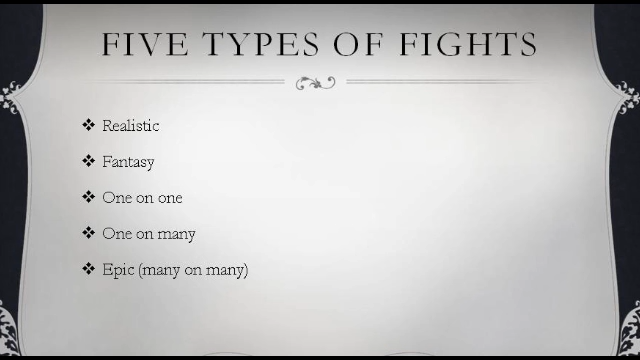 FIVE TYPES OF FIGHTS
Realistic
Fantasy
One on one
One on many
Epic (many on many)